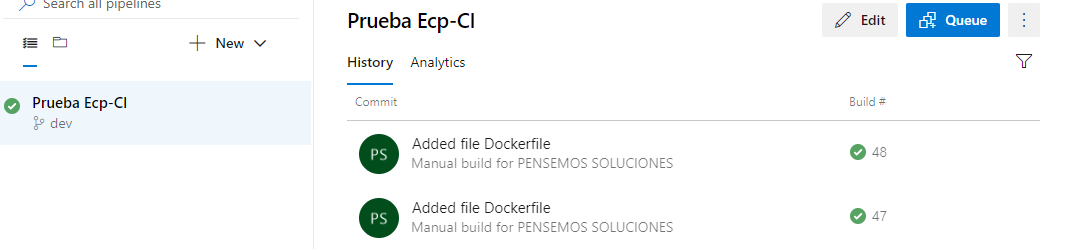 Search all pipelines
New
Prueba Ecp-CI
dev
Prueba Ecp-CI
Edit
Queue
History Analytics
Commit Build #
PS
Added file Dockerfile
Manual build for PENSEMOS SOLUCIONES
48
PS
Added file Dockerfile
Manual build for PENSEMOS SOLUCIONES
47